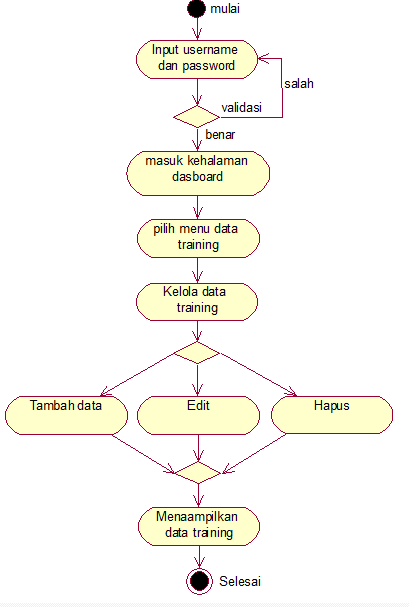 mulai
Input username
dan password
salah
validasi
benar
masuk kehalaman
dasboard
pilih menu data
training
Kelola data
training
Tambah data
Edit
Hapus
Menaampilkan
data training
Selesai